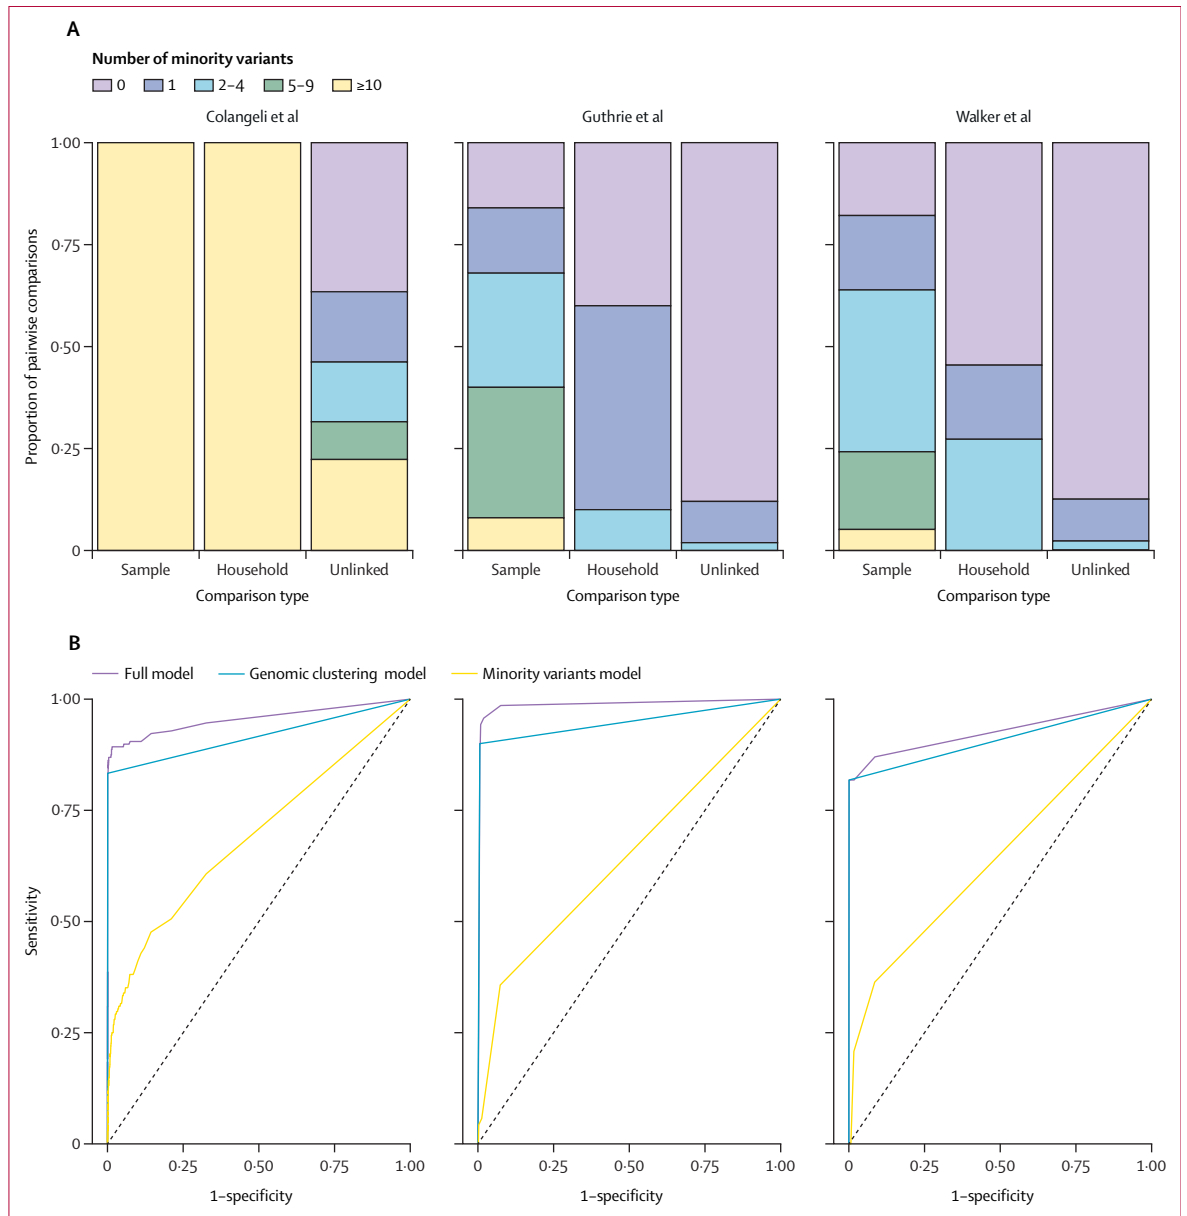 A
Number of minority variants
0 1 2–4 5–9 ≥10
Colangeli et al Guthrie et al Walker et al
Proportion of pairwise comparisons
1·00
0·75
0·50
0·25
0
Sample Household Unlinked Sample Household Unlinked Sample Household Unlinked
Comparison type Comparison type Comparison type
B
Full model Genomic clustering model Minority variants model
Sensitivity
1·00
0·75
0·50
0·25
0
0 0·25 0·50 0·75 1·00 0 0·25 0·50 0·75 1·00 0 0·25 0·50 0·75 1·00
1–specificity 1–specificity 1–specificity